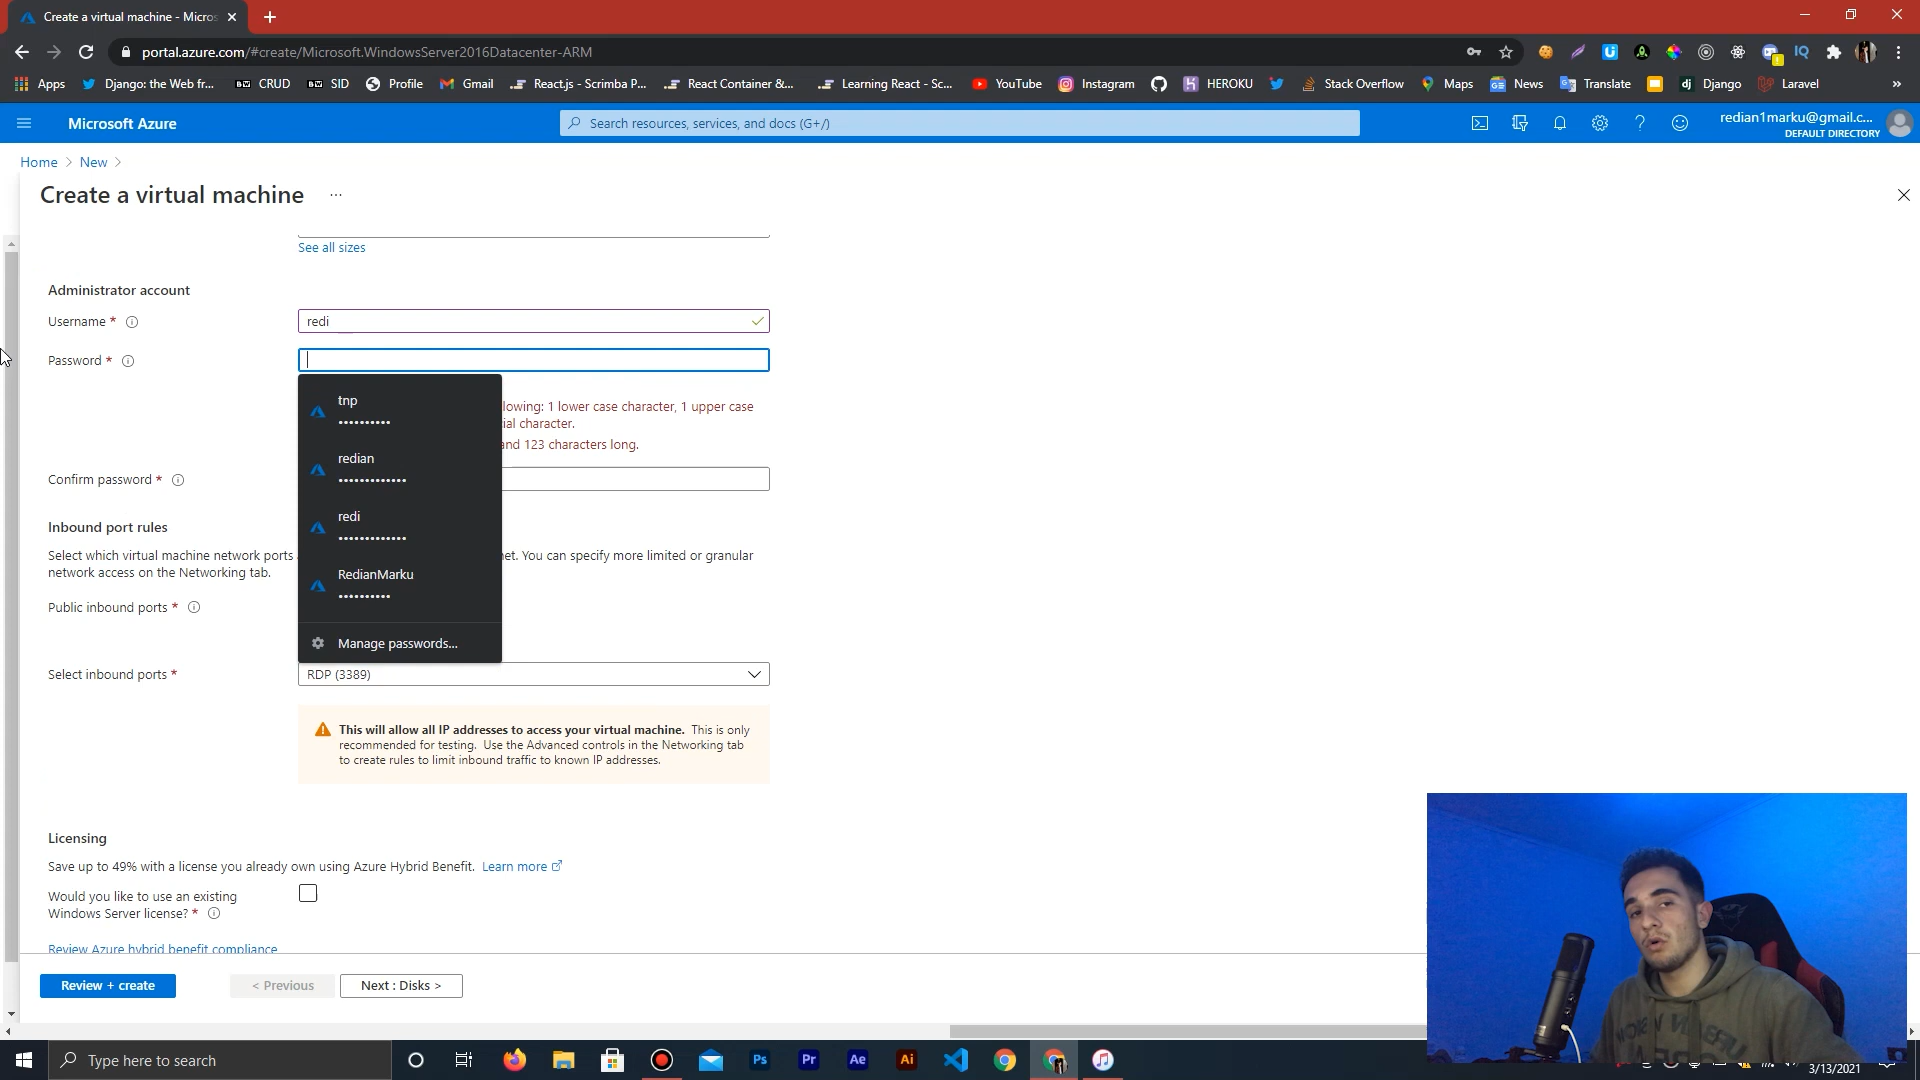 Create a virtual machine - Micros
portal.azure.com/#create/Microsoft.WindowsServer2016Datacenter-ARM
Apps
Django: the Web fr...
CRUD
SID
Profile
Gmail
React.js - Scrimba P...
React Container &...
Learning React - Sc...
YouTube
Instagram
HEROKU
Stack Overflow
Maps
News
Translate
dj Django
Laravel
Microsoft Azure
Search resources, services, and docs (G+/)
redian1marku@gmail.c...
DEFAULT DIRECTORY
Home > New >
Create a virtual machine ...
See all sizes
Administrator account
Username *
redi
Password *
tnp
redian
redi
RedianMarku
Manage passwords...
lowing: 1 lower case character, 1 upper case
ial character.
and 123 characters long.
Confirm password *
Inbound port rules
Select which virtual machine network ports
et. You can specify more limited or granular
network access on the Networking tab.
Public inbound ports *
Select inbound ports *
RDP (3389)
This will allow all IP addresses to access your virtual machine. This is only
recommended for testing. Use the Advanced controls in the Networking tab
to create rules to limit inbound traffic to known IP addresses.
Licensing
Save up to 49% with a license you already own using Azure Hybrid Benefit. Learn more
Would you like to use an existing
Windows Server license? *
Review Azure hybrid benefit compliance
Review + create
< Previous
Next : Disks >
Type here to search
Ps
Pr
Ae
Ai
3/13/2021